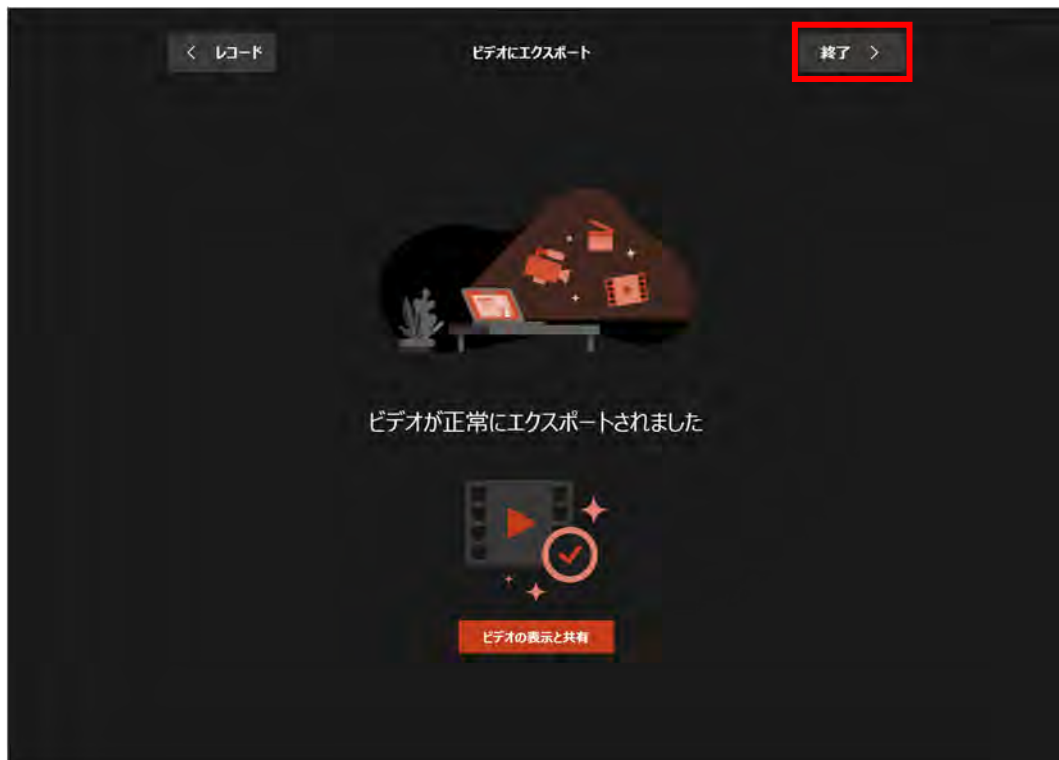 レコード
ビデオにエクスポート
終了
ビデオが正常にエクスポートされました
ビデオの表示と共有